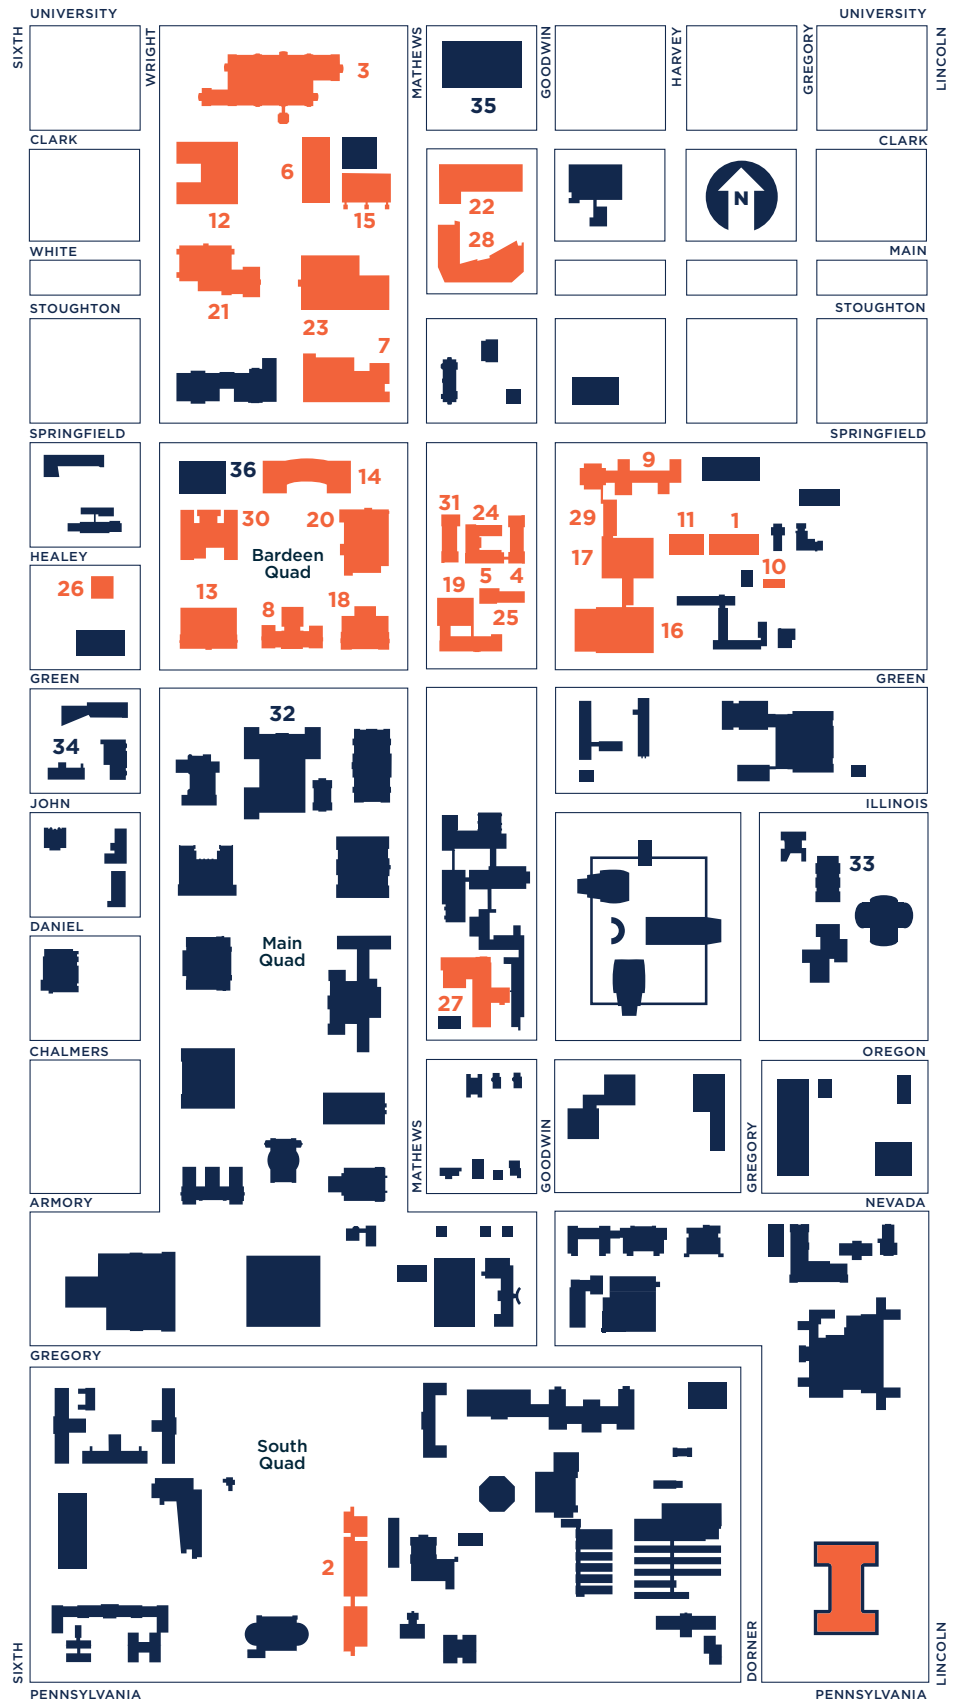 UNIVERSITY
UNIVERSITY
SIXTH
WRIGHT
MATHEWS
GOODWIN
HARVEY
GREGORY
LINCOLN
3
35
CLARK
CLARK
6
12
15
22
N
28
WHITE
MAIN
21
STOUGHTON
STOUGHTON
23
7
SPRINGFIELD
SPRINGFIELD
36
14
9
31
24
30
20
29
11
1
Bardeen
Quad
HEALEY
17
10
26
13
8
18
19
5
4
25
16
GREEN
GREEN
32
34
JOHN
ILLINOIS
33
DANIEL
Main
Quad
27
CHALMERS
OREGON
MATHEWS
GOODWIN
GREGORY
ARMORY
NEVADA
GREGORY
South
Quad
2
SIXTH
DORNER
LINCOLN
PENNSYLVANIA
PENNSYLVANIA